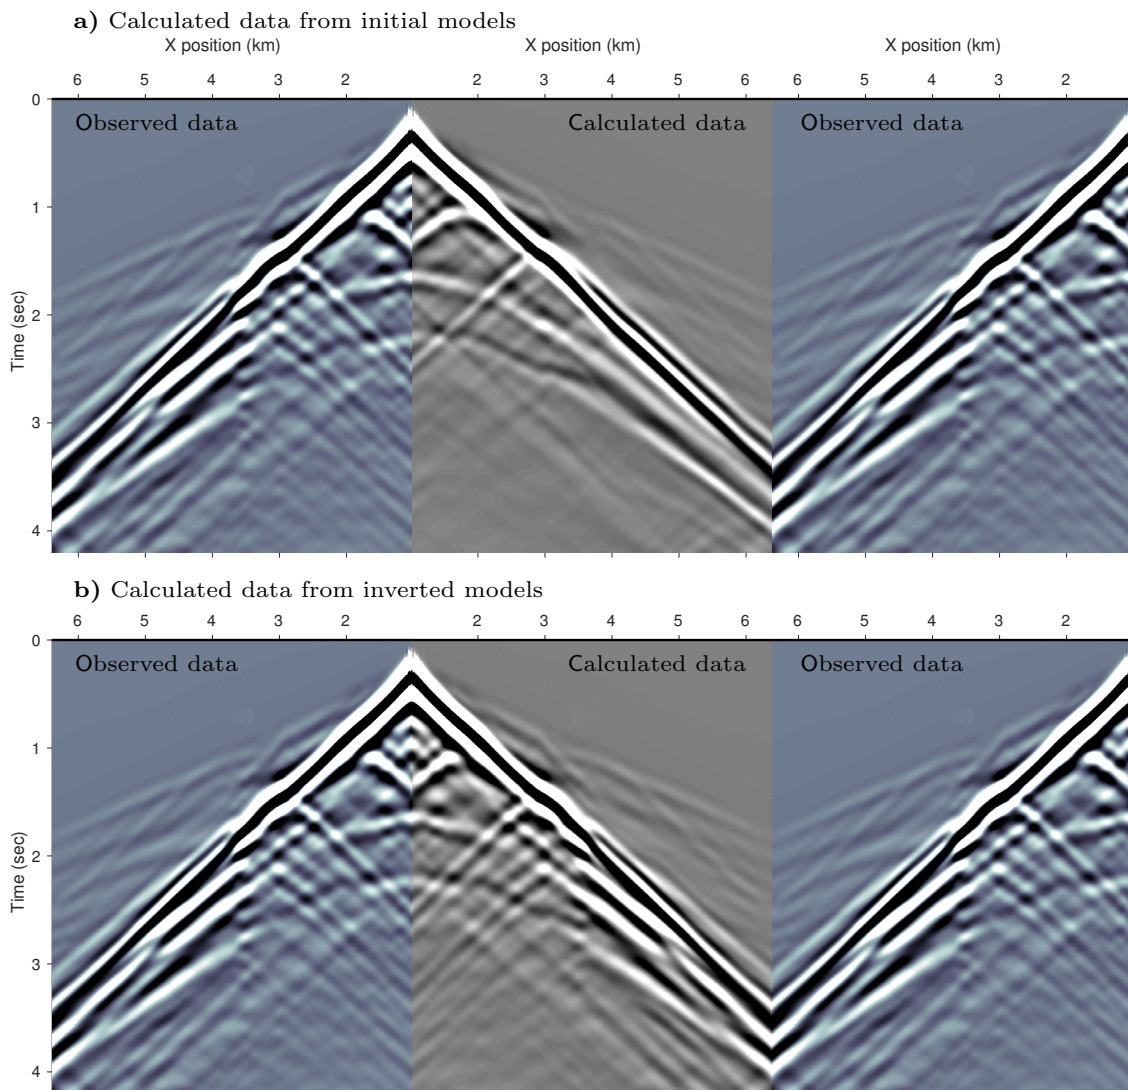 a) Calculated data from initial models
X position (km) X position (km) X position (km)
6 5 4 3 2 2 3 4 5 6 6 5 4 3 2
0
Observed data Calculated data Observed data
1
2
Time (sec)
3
4
b) Calculated data from inverted models
6 5 4 3 2 2 3 4 5 6 6 5 4 3 2
0
Observed data Calculated data Observed data
1
2
Time (sec)
3
4